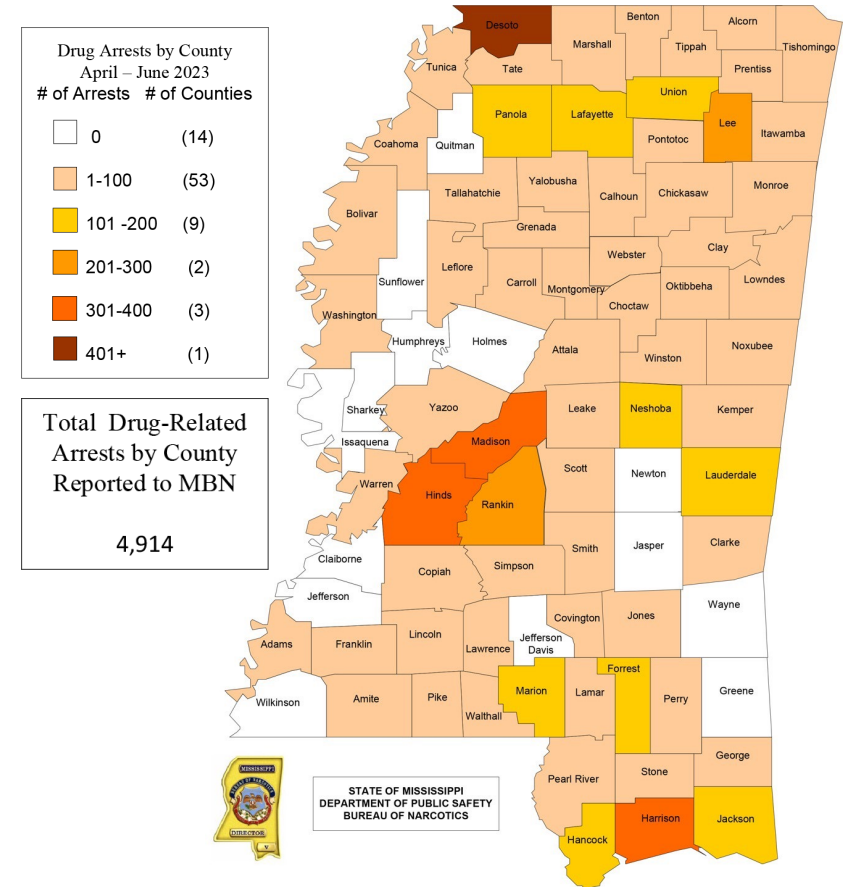 Drug Arrests by County
April – June 2023
# of Arrests # of Counties
0 (14)
1-100 (53)
101 -200 (9)
201-300 (2)
301-400 (3)
401+ (1)
Total Drug-Related
Arrests by County
Reported to MBN
4,914
Desoto
Benton
Alcorn
Marshall
Tippah
Tishomingo
Tunica
Tate
Prentiss
Union
Panola
Lafayette
Lee
Itawamba
Coahoma
Quitman
Pontotoc
Yalobusha
Tallahatchie
Calhoun
Chickasaw
Monroe
Bolivar
Grenada
Clay
Webster
Leflore
Sunflower
Carroll
Montgomery
Oktibbeha
Lowndes
Choctaw
Washington
Humphreys
Holmes
Attala
Winston
Noxubee
Sharkey
Yazoo
Leake
Neshoba
Kemper
Issaquena
Madison
Scott
Newton
Lauderdale
Warren
Hinds
Rankin
Claiborne
Smith
Jasper
Clarke
Copiah
Simpson
Jefferson
Wayne
Covington
Jones
Adams
Franklin
Lincoln
Lawrence
Jefferson
Davis
Forrest
Wilkinson
Amite
Pike
Walthall
Marion
Lamar
Perry
Greene
George
Pearl River
Stone
Hancock
Harrison
Jackson
MISSISSIPPI
BUREAU OF NARCOTICS
DIRECTOR
V
STATE OF MISSISSIPPI
DEPARTMENT OF PUBLIC SAFETY
BUREAU OF NARCOTICS